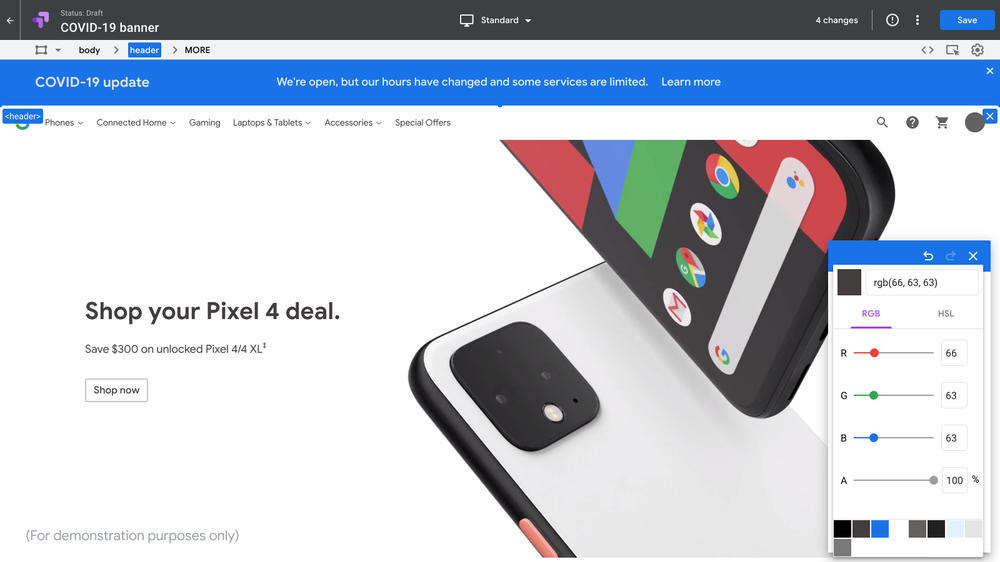 Status: Draft
COVID-19 banner
Standard
4 changes
Save
body
header
MORE
COVID-19 update
We're open, but our hours have changed and some services are limited. Learn more
<header>
Phones
Connected Home
Gaming
Laptops & Tablets
Accessories
Special Offers
Shop your Pixel 4 deal.
Save $300 on unlocked Pixel 4/4 XL‡
Shop now
(For demonstration purposes only)
rgb(66, 63, 63)
RGB
HSL
R 66
G 63
B 63
A 100 %